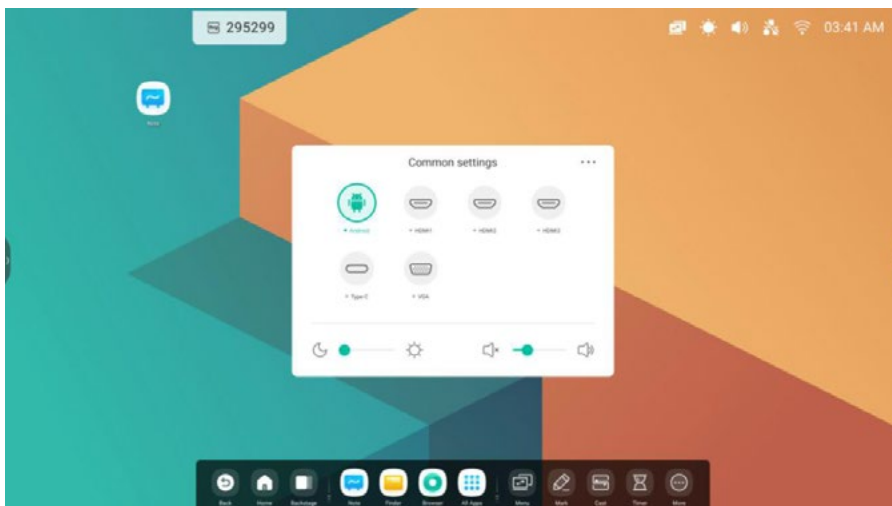 295299
03:41 AM
Note
Common settings
Android
HDMI1
HDMI2
HDMI3
Type-C
VGA
Back Home Backstage Note Finder Browser All Apps Menu Mark Cast Timer More